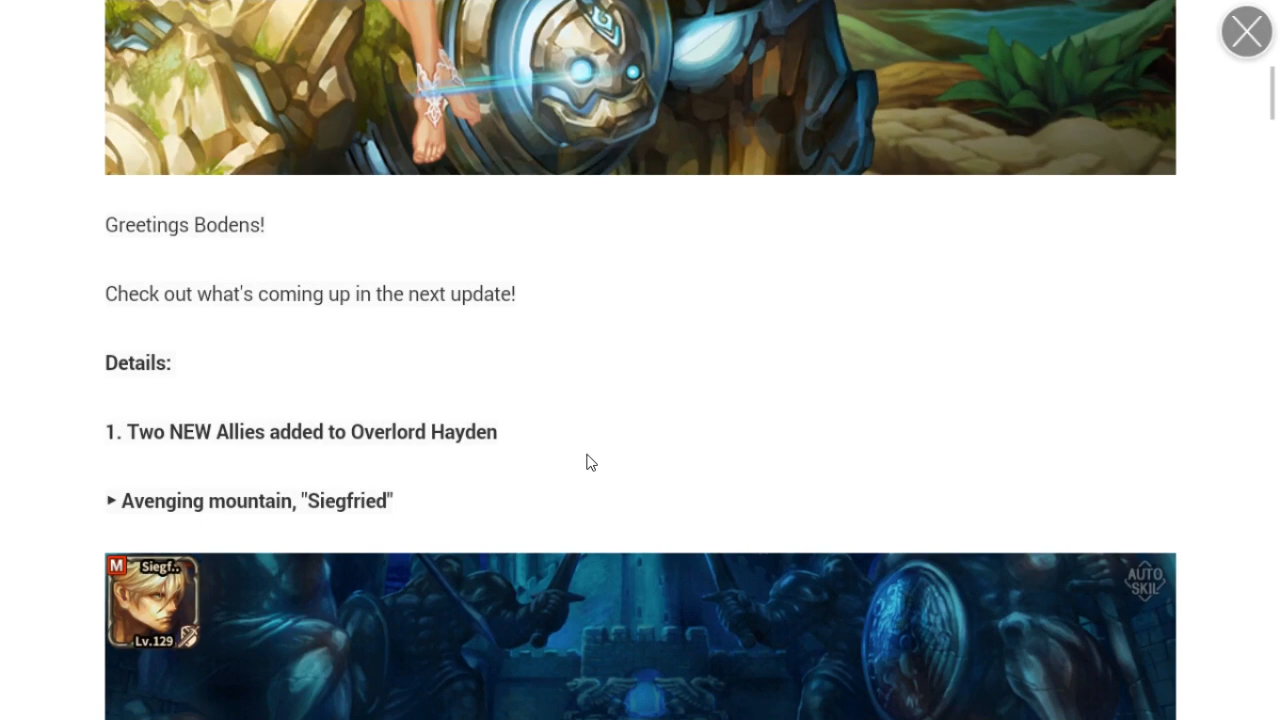 Greetings Bodens!
Check out what's coming up in the next update!
Details:
1. Two NEW Allies added to Overlord Hayden
▸ Avenging mountain, "Siegfried"
M Siegf..
AUTO
SKIL
Lv.129